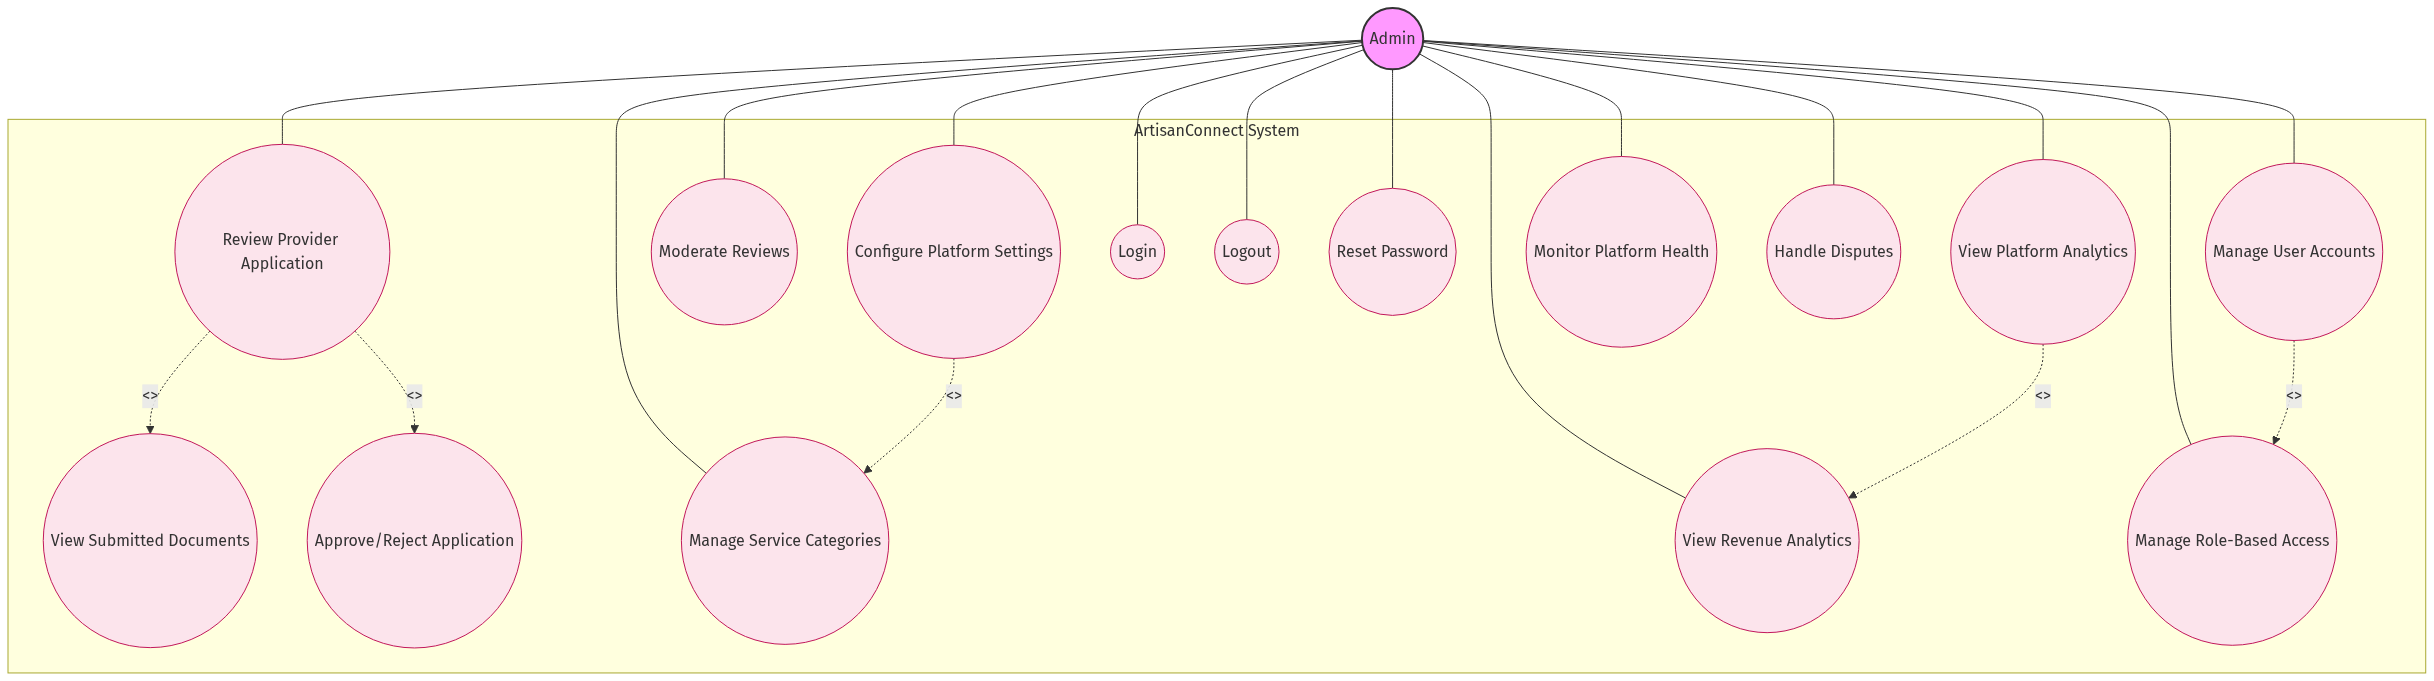 Admin
ArtisanConnect System
Review Provider
Application
Moderate Reviews
Configure Platform Settings
Login
Logout
Reset Password
Monitor Platform Health
Handle Disputes
View Platform Analytics
Manage User Accounts
<>
<>
<>
<>
<>
View Submitted Documents
Approve/Reject Application
Manage Service Categories
View Revenue Analytics
Manage Role-Based Access